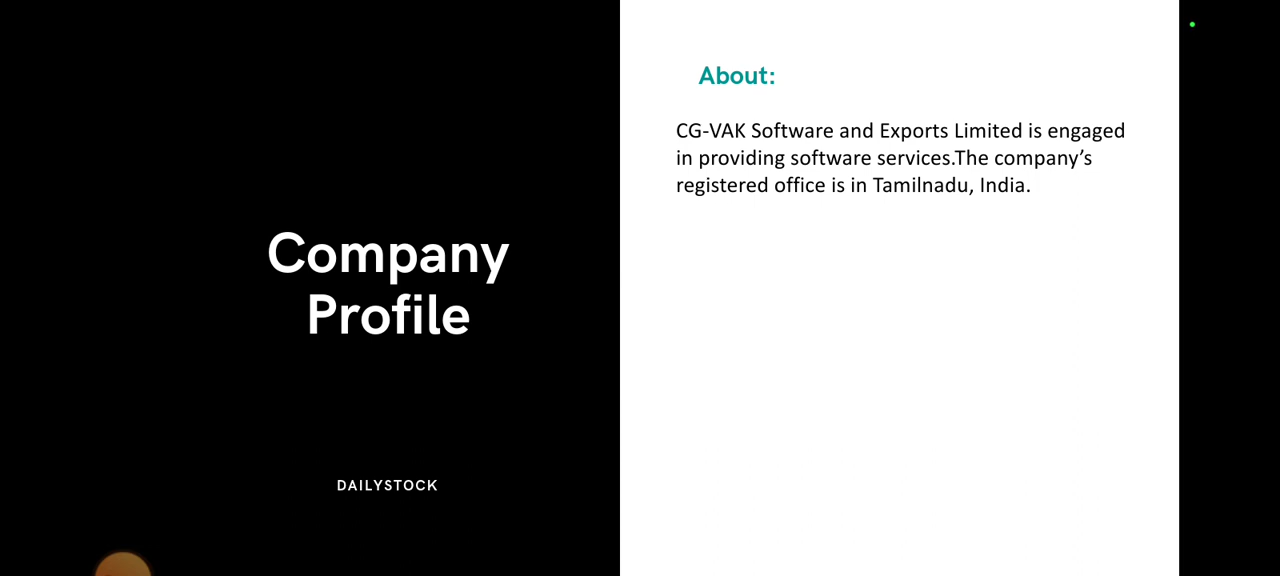 Company
Profile
DAILYSTOCK
About:
CG-VAK Software and Exports Limited is engaged
in providing software services.The company’s
registered office is in Tamilnadu, India.